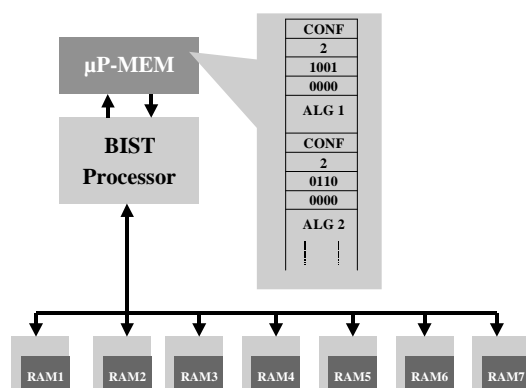 µP-MEM
BIST
Processor
CONF
2
1001
0000
ALG 1
CONF
2
0110
0000
ALG 2
RAM1 RAM2 RAM3 RAM4 RAM5 RAM6 RAM7